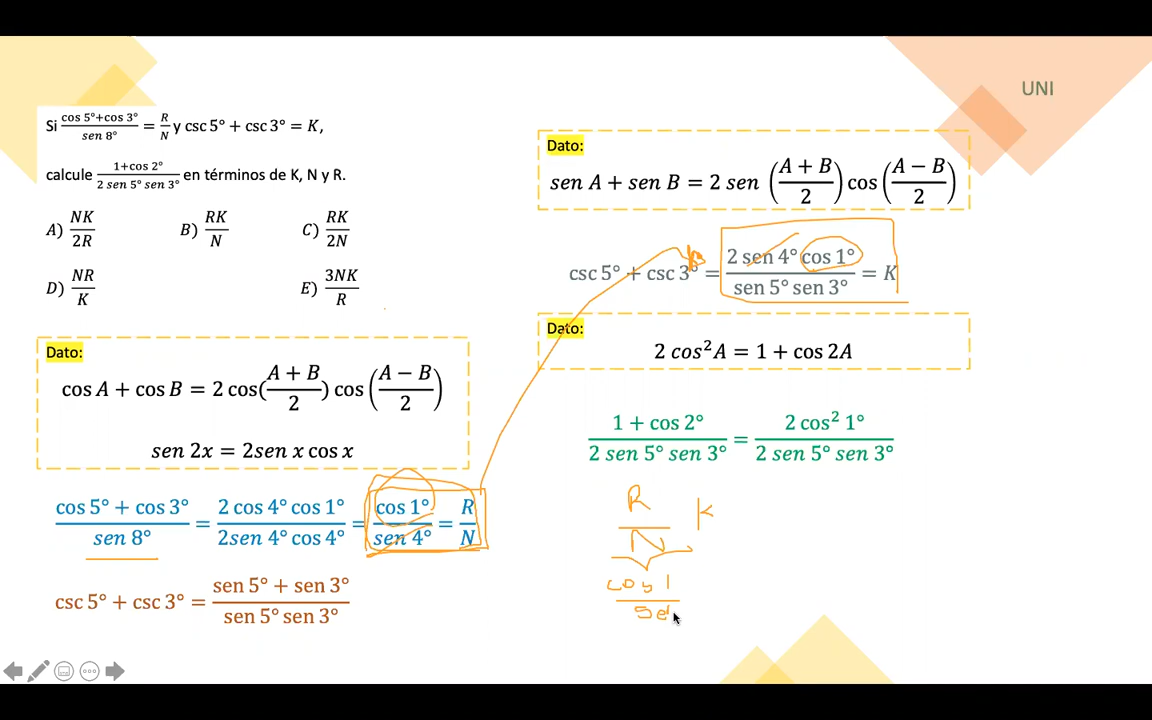 UNI
Si (cos 5°+cos 3°)/(sen 8°) = R/N y csc 5° + csc 3° = K,
calcule (1+cos 2°)/(2 sen 5° sen 3°) en términos de K, N y R.
A) NK/2R B) RK/N C) RK/2N
D) NR/K E) 3NK/R
Dato:
cos A + cos B = 2 cos((A + B)/2) cos((A − B)/2)
sen 2x = 2sen x cos x
(cos 5° + cos 3°)/(sen 8°) = (2 cos 4° cos 1°)/(2sen 4° cos 4°) = (cos 1°)/(sen 4°) = R/N
csc 5° + csc 3° = (sen 5° + sen 3°)/(sen 5° sen 3°)
Dato:
sen A + sen B = 2 sen ((A + B)/2) cos((A − B)/2)
csc 5° + csc 3° = (2 sen 4° cos 1°)/(sen 5° sen 3°) = K
Dato:
2 cos²A = 1 + cos 2A
(1 + cos 2°)/(2 sen 5° sen 3°) = (2 cos² 1°)/(2 sen 5° sen 3°)
R/N K
cos 1/se